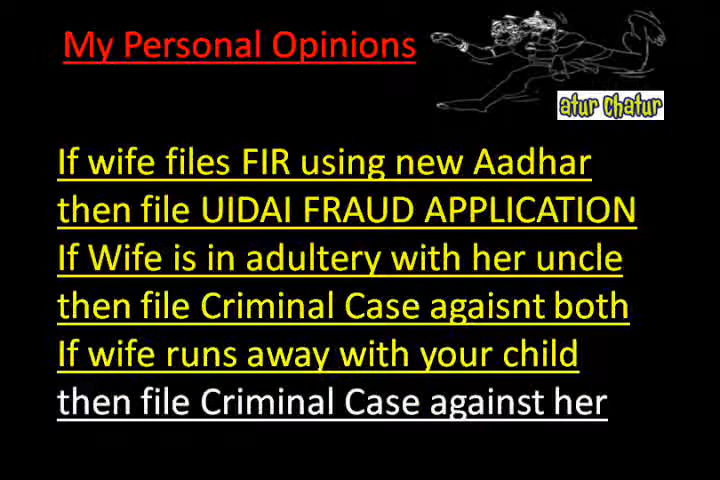 My Personal Opinions
atur chatur
If wife files FIR using new Aadhar
then file UIDAI FRAUD APPLICATION
If Wife is in adultery with her uncle
then file Criminal Case agaisnt both
If wife runs away with your child
then file Criminal Case against her